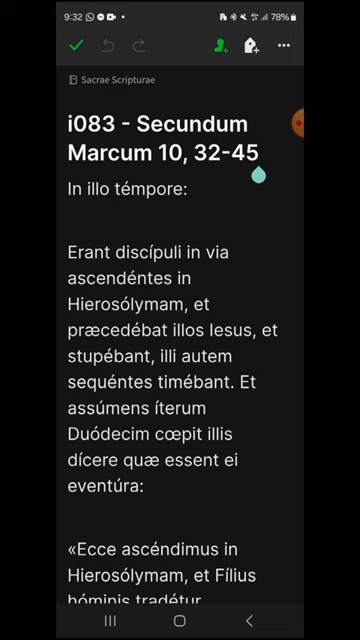 9:32
78%
Sacrae Scripturae
i083 - Secundum
Marcum 10, 32-45
In illo témpore:
Erant discípuli in via
ascendéntes in
Hierosólymam, et
præcedébat illos Iesus, et
stupébant, illi autem
sequéntes timébant. Et
assúmens íterum
Duódecim cœpit illis
dícere quæ essent ei
eventúra:
«Ecce ascéndimus in
Hierosólymam, et Fílius
hóminis tradétur